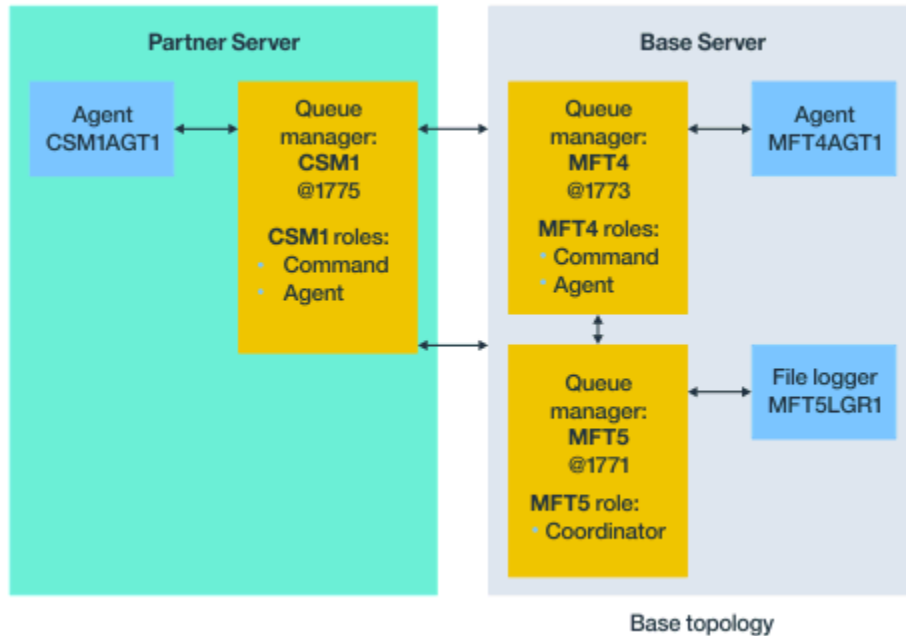 Partner Server
Agent
CSM1AGT1
Queue
manager:
CSM1
@1775
CSM1 roles:
• Command
• Agent
Base Server
Queue
manager:
MFT4
@1773
MFT4 roles:
• Command
• Agent
Agent
MFT4AGT1
Queue
manager:
MFT5
@1771
MFT5 role:
• Coordinator
File logger
MFT5LGR1
Base topology